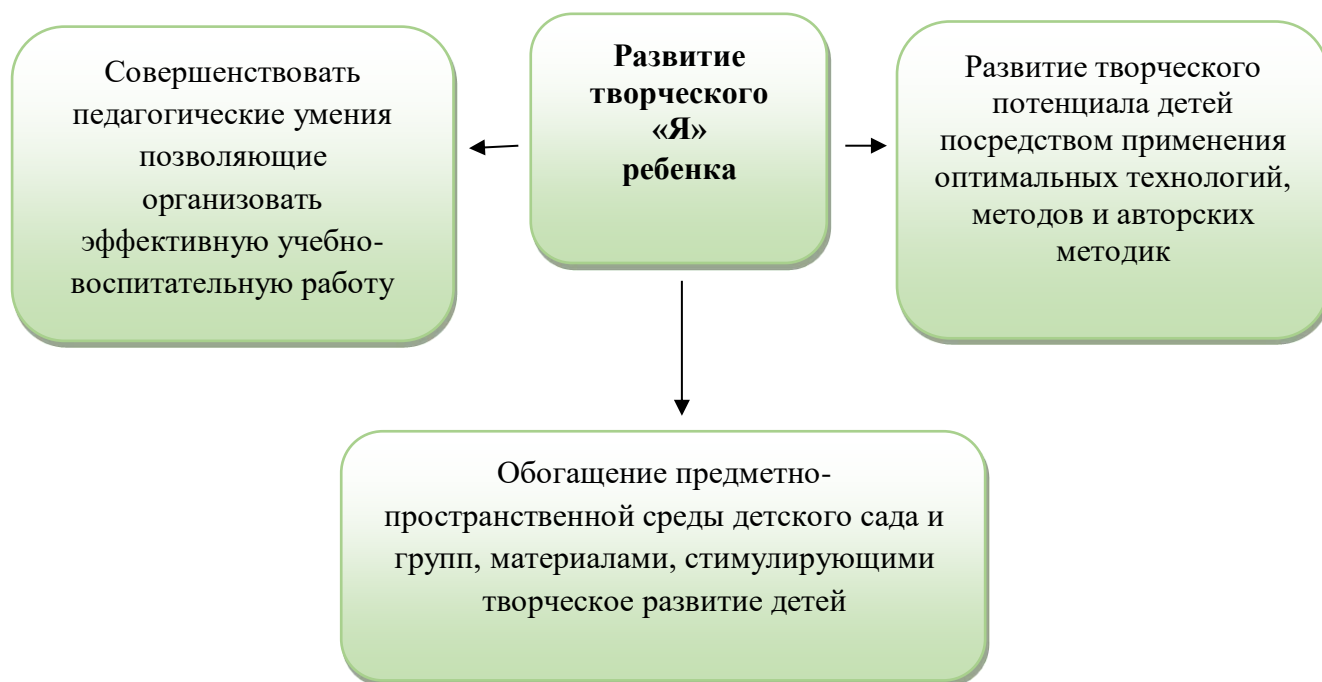 Совершенствовать
педагогические умения
позволяющие
организовать
эффективную учебно-
воспитательную работу
Развитие
творческого
«Я»
ребенка
Развитие творческого
потенциала детей
посредством применения
оптимальных технологий,
методов и авторских
методик
Обогащение предметно-
пространственной среды детского сада и
групп, материалами, стимулирующими
творческое развитие детей